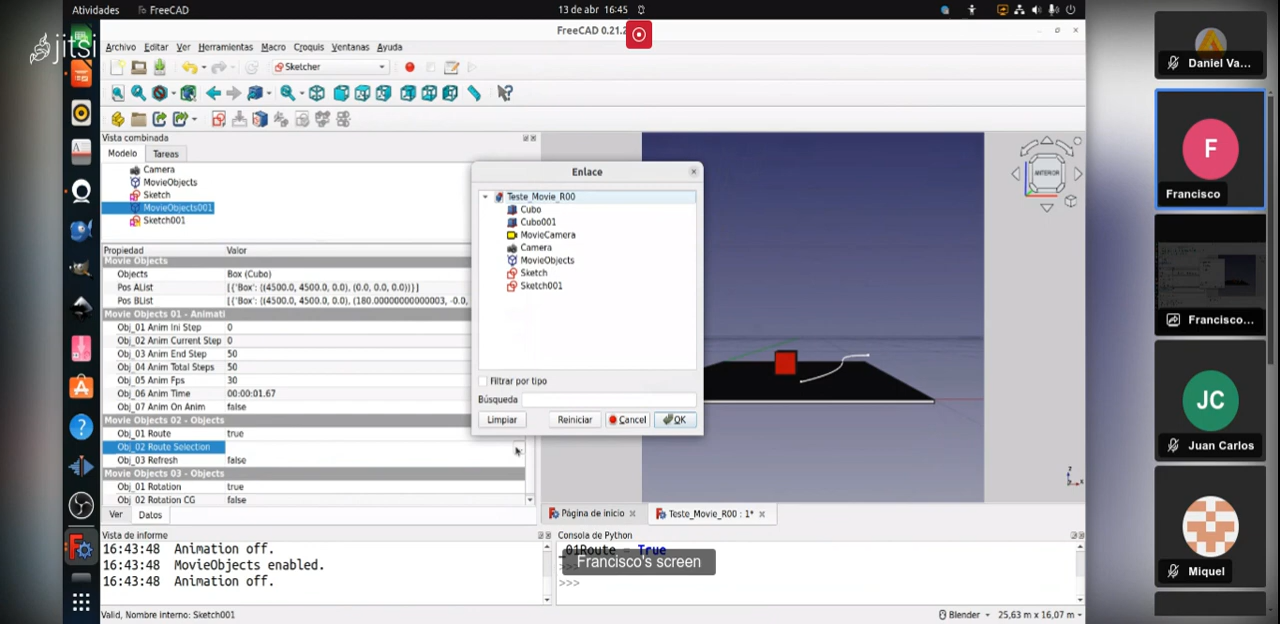 Atividades FreeCAD 13 de abr 16:45
FreeCAD 0.21.2
jitsi
Archivo Editar Ver Herramientas Macro Croquis Ventanas Ayuda
Sketcher
Vista combinada
Modelo Tareas
Camera
MovieObjects
Sketch
MovieObjects001
Sketch001
Propiedad Valor
Movie Objects
Objects Box (Cubo)
Pos AList [{'Box': ((4500.0, 4500.0, 0.0), (0.0, 0.0, 0.0))}]
Pos BList [{'Box': ((4500.0, 4500.0, 0.0), (180.00000000000003, -0.0,
Movie Objects 01 - Animati
Obj_01 Anim Ini Step 0
Obj_02 Anim Current Step 0
Obj_03 Anim End Step 50
Obj_04 Anim Total Steps 50
Obj_05 Anim Fps 30
Obj_06 Anim Time 00:00:01.67
Obj_07 Anim On Anim false
Movie Objects 02 - Objects
Obj_01 Route true
Obj_02 Route Selection
Obj_03 Refresh false
Movie Objects 03 - Objects
Obj_01 Rotation true
Obj_02 Rotation CG false
Ver Datos
Enlace
Teste_Movie_R00
Cubo
Cubo001
MovieCamera
Camera
MovieObjects
Sketch
Sketch001
Filtrar por tipo
Búsqueda
Limpiar Reiniciar Cancel OK
ANTERIOR
Página de inicio Teste_Movie_R00 : 1*
Vista de informe
16:43:48 Animation off.
16:43:48 MovieObjects enabled.
16:43:48 Animation off.
Consola de Python
_01Route = True
>>>
>>>
Francisco's screen
Valid, Nombre interno: Sketch001
Blender 25,63 m x 16,07 m
Daniel Va...
F
Francisco
Francisco...
JC
Juan Carlos
Miquel